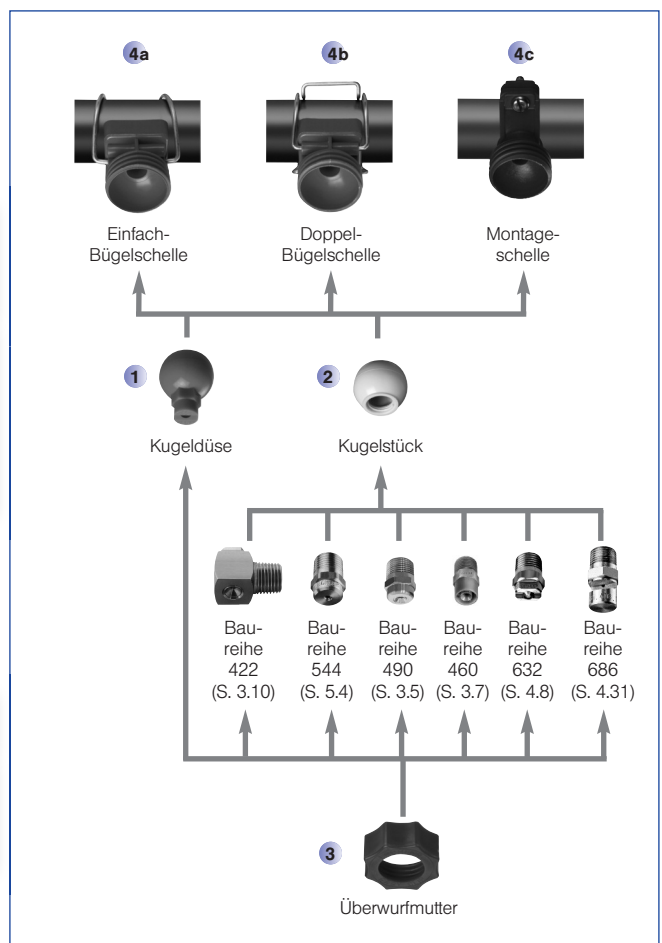 4a
4b
4c
Einfach-
Bügelschelle
Doppel-
Bügelschelle
Montage-
schelle
1
2
Kugeldüse
Kugelstück
Bau-
reihe
422
(S. 3.10)
Bau-
reihe
544
(S. 5.4)
Bau-
reihe
490
(S. 3.5)
Bau-
reihe
460
(S. 3.7)
Bau-
reihe
632
(S. 4.8)
Bau-
reihe
686
(S. 4.31)
3
Überwurfmutter